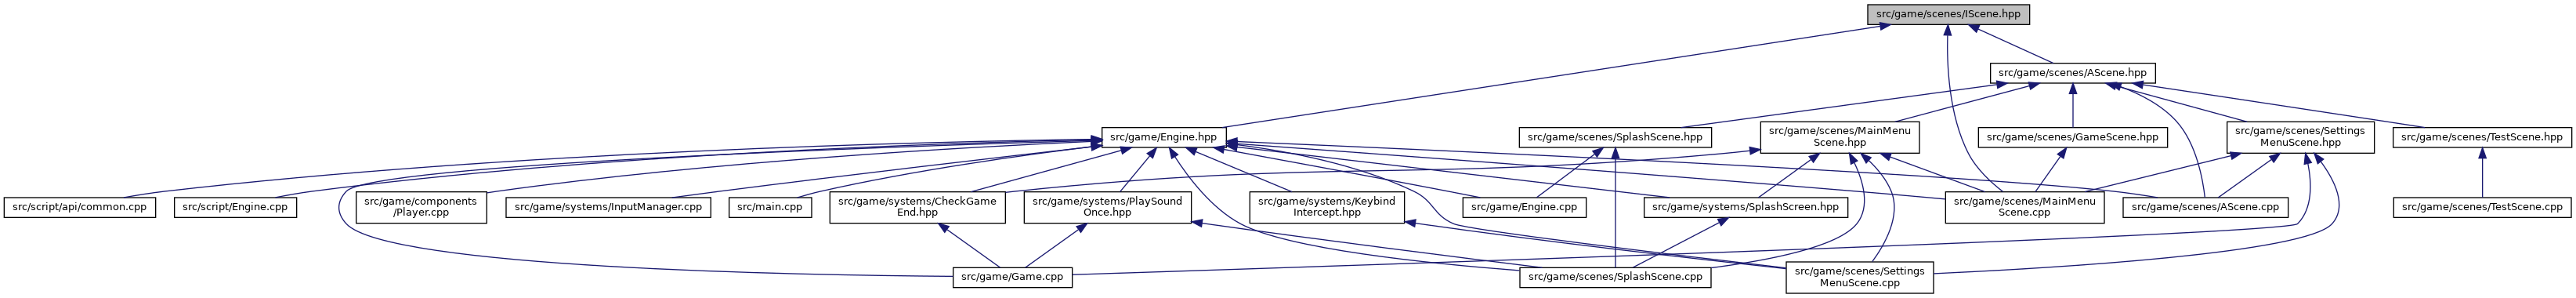 src/game/scenes/IScene.hpp
src/game/scenes/AScene.hpp
src/game/Engine.hpp
src/game/scenes/SplashScene.hpp
src/game/scenes/MainMenu
Scene.hpp
src/game/scenes/GameScene.hpp
src/game/scenes/Settings
MenuScene.hpp
src/game/scenes/TestScene.hpp
src/script/api/common.cpp
src/script/Engine.cpp
src/game/components
/Player.cpp
src/game/systems/InputManager.cpp
src/main.cpp
src/game/systems/CheckGame
End.hpp
src/game/systems/PlaySound
Once.hpp
src/game/systems/Keybind
Intercept.hpp
src/game/Engine.cpp
src/game/systems/SplashScreen.hpp
src/game/scenes/MainMenu
Scene.cpp
src/game/scenes/AScene.cpp
src/game/scenes/TestScene.cpp
src/game/Game.cpp
src/game/scenes/SplashScene.cpp
src/game/scenes/Settings
MenuScene.cpp